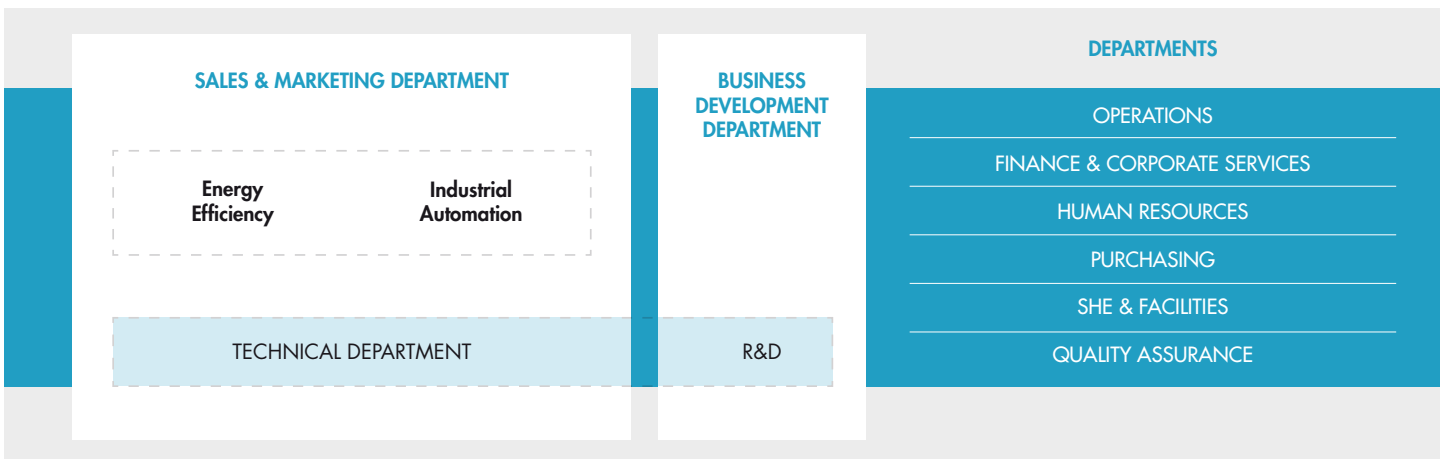 SALES & MARKETING DEPARTMENT
Energy
Efficiency
Industrial
Automation
TECHNICAL DEPARTMENT
BUSINESS
DEVELOPMENT
DEPARTMENT
R&D
DEPARTMENTS
OPERATIONS
FINANCE & CORPORATE SERVICES
HUMAN RESOURCES
PURCHASING
SHE & FACILITIES
QUALITY ASSURANCE